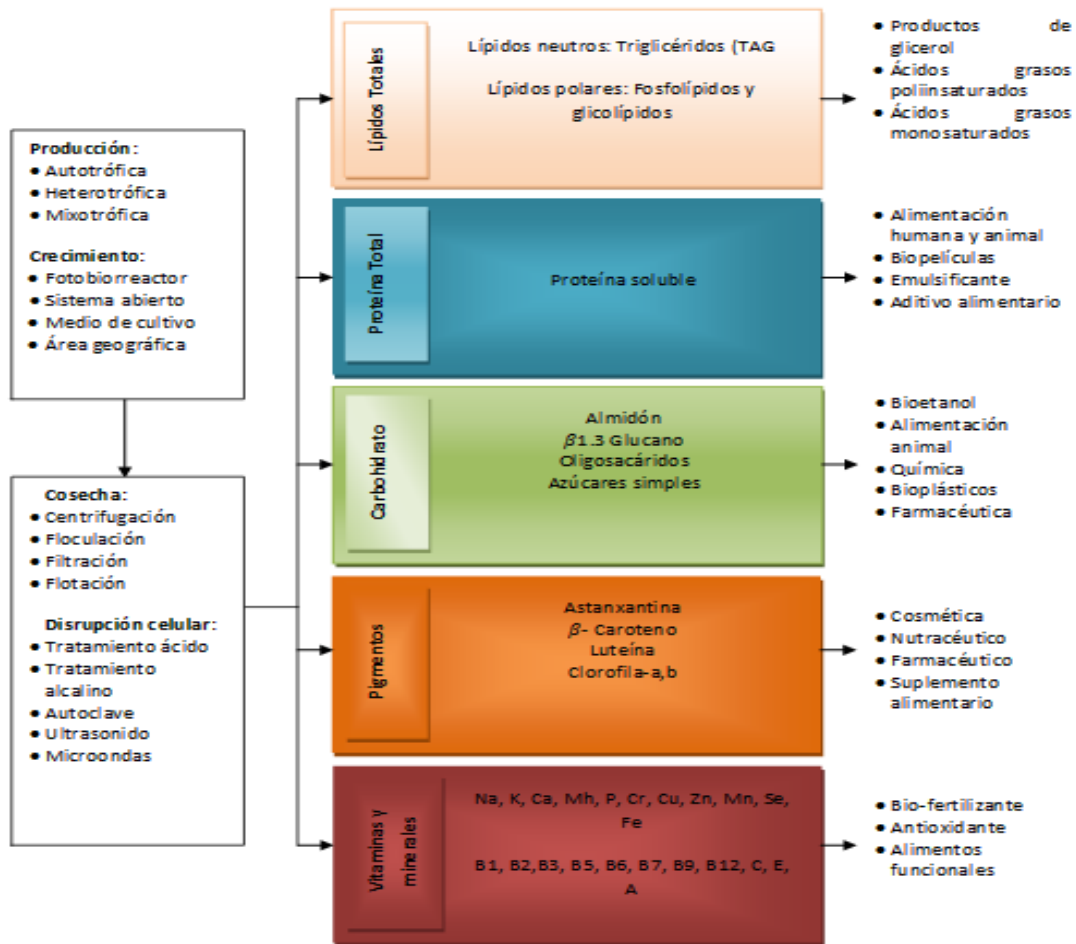 Producción:
● Autotrófica
● Heterotrófica
● Mixotrófica
Crecimiento:
● Fotobiorreactor
● Sistema abierto
● Medio de cultivo
● Área geográfica
Cosecha:
● Centrifugación
● Floculación
● Filtración
● Flotación
Disrupción celular:
● Tratamiento ácido
● Tratamiento
alcalino
● Autoclave
● Ultrasonido
● Microondas
Lípidos Totales
Lípidos neutros: Triglicéridos (TAG
Lípidos polares: Fosfolípidos y
glicolípidos
● Productos de
glicerol
● Ácidos grasos
poliinsaturados
● Ácidos grasos
monosaturados
Proteína Total
Proteína soluble
● Alimentación
humana y animal
● Biopelículas
● Emulsificante
● Aditivo alimentario
Carbohidrato
Almidón
β1.3 Glucano
Oligosacáridos
Azúcares simples
● Bioetanol
● Alimentación
animal
● Química
● Bioplásticos
● Farmacéutica
Pigmentos
Astanxantina
β- Caroteno
Luteína
Clorofila-a,b
● Cosmética
● Nutracéutico
● Farmacéutico
● Suplemento
alimentario
Vitaminas y
minerales
Na, K, Ca, Mh, P, Cr, Cu, Zn, Mn, Se,
Fe
B1, B2,B3, B5, B6, B7, B9, B12, C, E,
A
● Bio-fertilizante
● Antioxidante
● Alimentos
funcionales